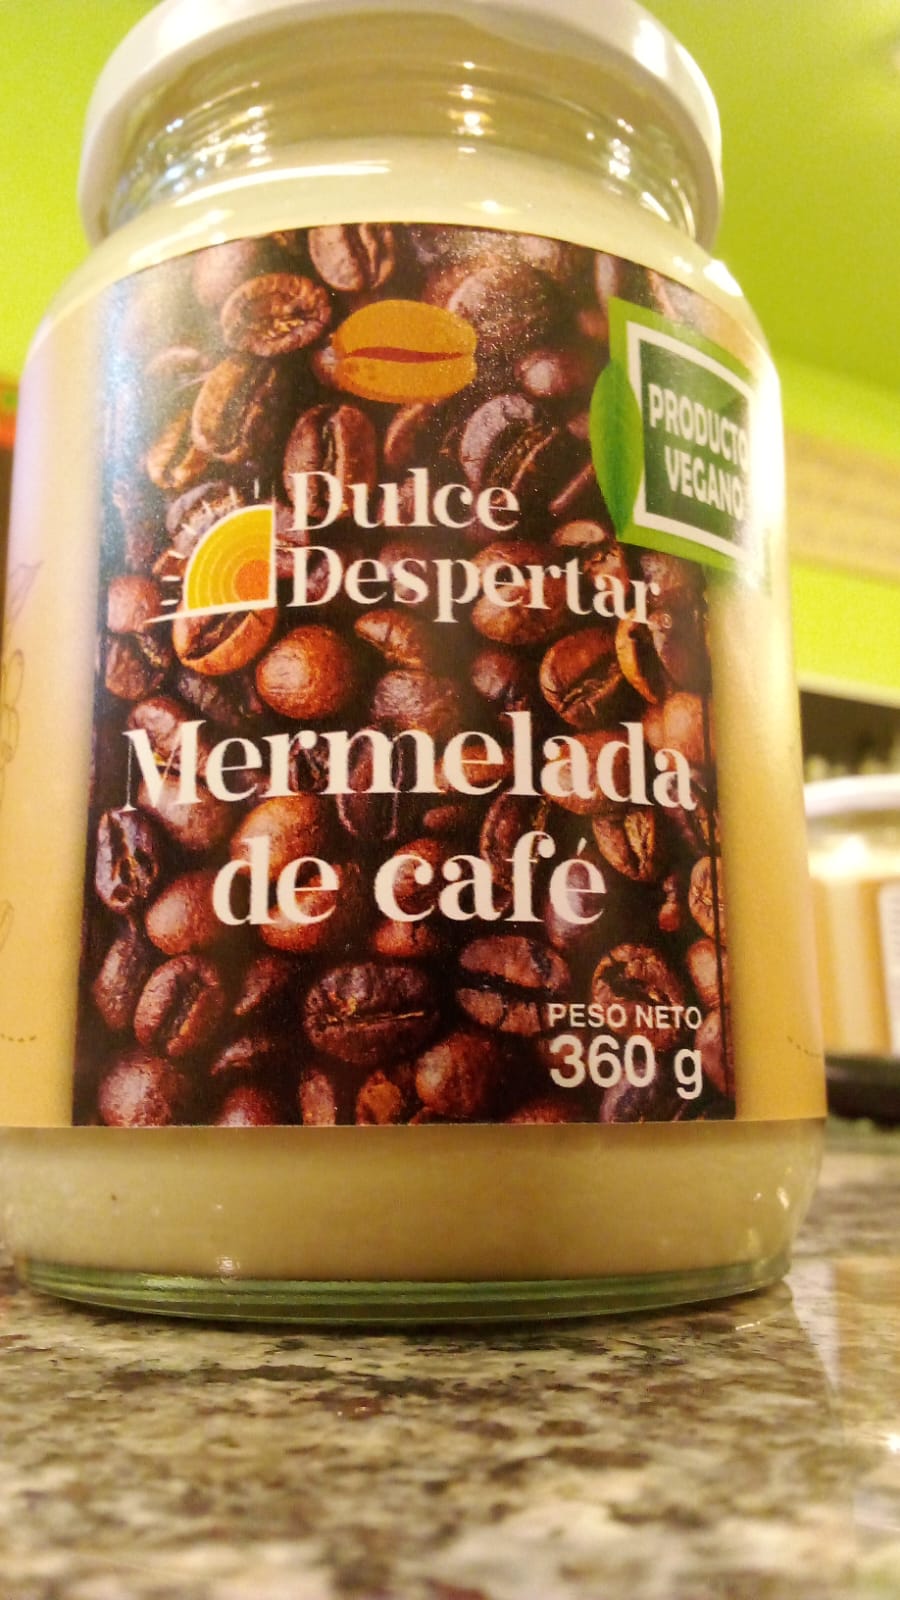 PRODUCTO
VEGANO
Dulce
Despertar®
Mermelada
de café
PESO NETO
360 g